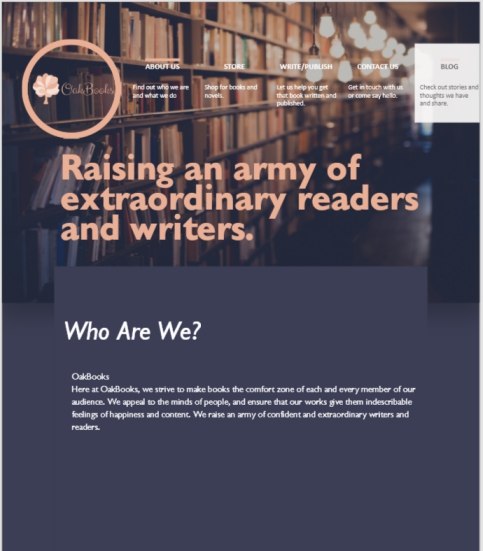 OakBooks
ABOUT US
Find out who we are
and what we do
STORE
Shop for books and
novels.
WRITE/PUBLISH
Let us help you get
that book written and
published.
CONTACT US
Get in touch with us
or come say hello.
BLOG
Check out stories and
thoughts we have
and share.
Raising an army of
extraordinary readers
and writers.
Who Are We?
OakBooks
Here at OakBooks, we strive to make books the comfort zone of each and every member of our
audience. We appeal to the minds of people, and ensure that our works give them indescribable
feelings of happiness and content. We raise an army of confident and extraordinary writers and
readers.